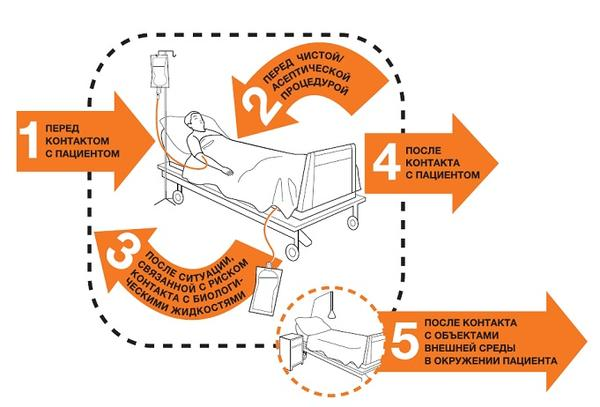 1
ПЕРЕД
КОНТАКТОМ
С ПАЦИЕНТОМ
2
ПЕРЕД ЧИСТОЙ/
АСЕПТИЧЕСКОЙ
ПРОЦЕДУРОЙ
3
ПОСЛЕ СИТУАЦИИ,
СВЯЗАННОЙ С РИСКОМ
КОНТАКТА С БИОЛОГИ-
ЧЕСКИМИ ЖИДКОСТЯМИ
4
ПОСЛЕ
КОНТАКТА
С ПАЦИЕНТОМ
5
ПОСЛЕ КОНТАКТА
С ОБЪЕКТАМИ
ВНЕШНЕЙ СРЕДЫ
В ОКРУЖЕНИИ ПАЦИЕНТА